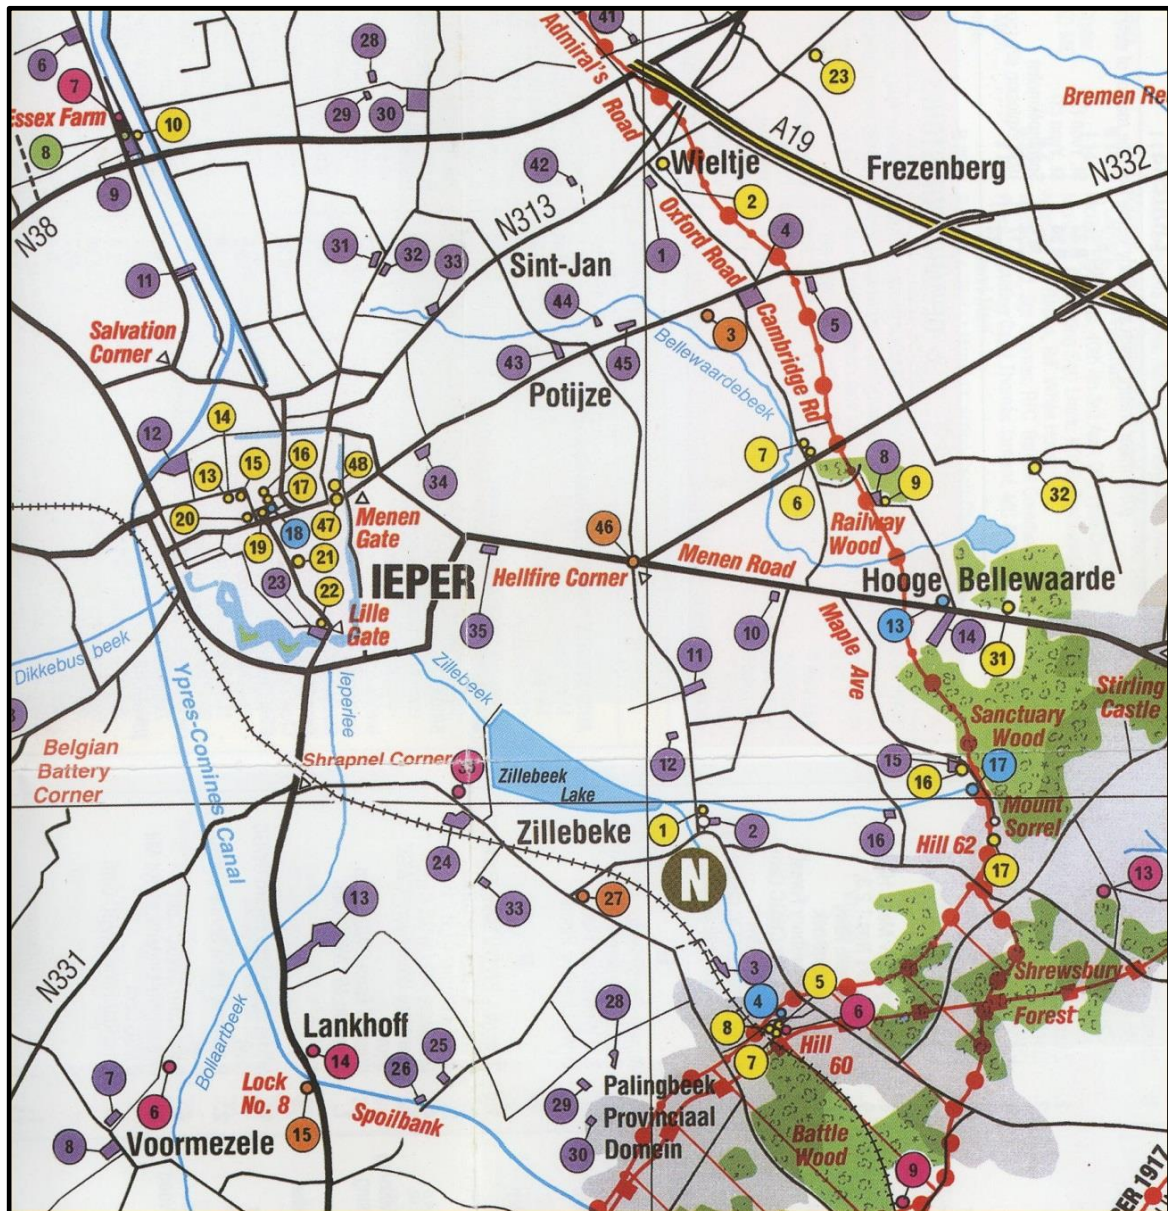 41
28
6
7
Admiral's
Road
23
Essex Farm
10
29
30
Bremen Re
A19
8
9
42
Wieltje
Frezenberg
N332
N38
N313
2
Oxford Road
4
1
31
32
33
Sint-Jan
11
44
3
5
Salvation
Corner
Bellewaardebeek
Cambridge Rd
43
45
Potijze
14
12
13
15
16
17
48
34
7
8
9
6
32
20
18
47
Menen
Gate
19
21
46
Railway
Wood
23
22
IEPER
Hellfire Corner
Menen Road
Hooge
Bellewaarde
Lille
Gate
35
10
Maple Ave
13
14
31
Dikkebus beek
Ypres-Comines Canal
Ieperlee
Zillebeek
11
Sanctuary
Wood
Stirling
Castle
Belgian
Battery
Corner
Shrapnel Corner
Zillebeek
Lake
12
15
16
17
Mount
Sorrel
Zillebeke
1
2
16
Hill 62
24
N
17
13
33
27
13
N331
3
5
Shrewsbury
Forest
4
6
Lankhoff
28
8
Hill
60
7
Bollaartbeek
14
26
25
7
6
Lock
No. 8
Spoilbank
29
Palingbeek
Provinciaal
Domein
8
Voormezele
15
30
Battle
Wood
9
BER 1917